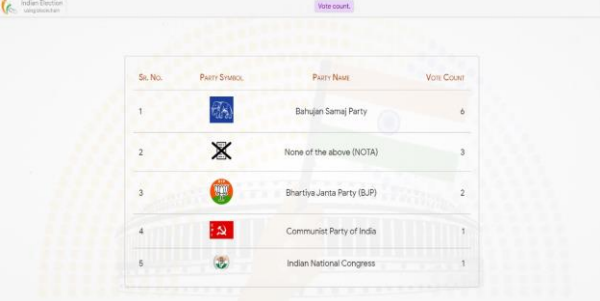 Indian Election
using blockchain
Vote count.
Sr. No. Party Symbol Party Name Vote Count
1 Bahujan Samaj Party 6
2 None of the above (NOTA) 3
3 Bhartiya Janta Party (BJP) 2
4 Communist Party of India 1
5 Indian National Congress 1